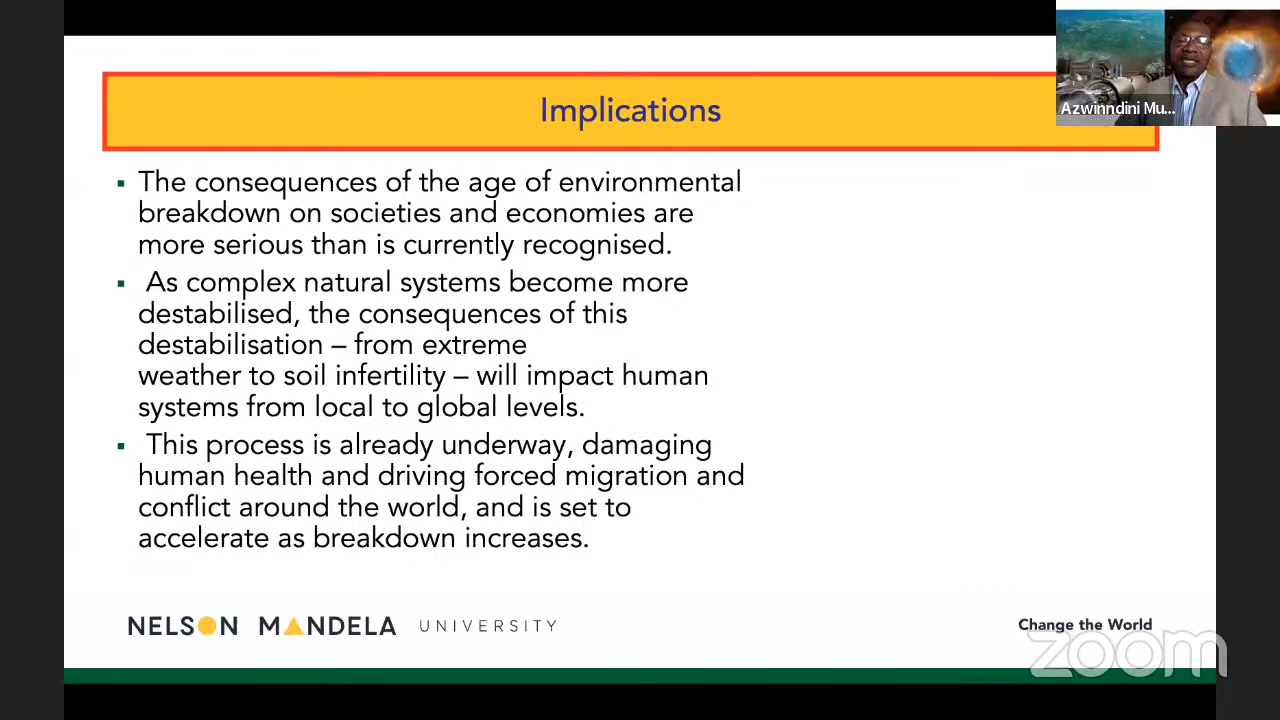 Implications
Azwinndini Mu...
▪ The consequences of the age of environmental
breakdown on societies and economies are
more serious than is currently recognised.
▪ As complex natural systems become more
destabilised, the consequences of this
destabilisation – from extreme
weather to soil infertility – will impact human
systems from local to global levels.
▪ This process is already underway, damaging
human health and driving forced migration and
conflict around the world, and is set to
accelerate as breakdown increases.
NELSON MANDELA UNIVERSITY
Change the World
zoom